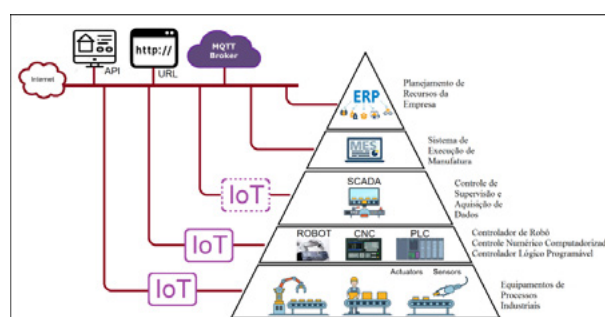 http://
MQTT
Broker
Internet
API
URL
ERP
Planejamento de
Recursos da
Empresa
MES
Sistema de
Execução de
Manufatura
SCADA
Controle de
Supervisão e
Aquisição de
Dados
IoT
ROBOT CNC PLC
Controlador de Robô
Controle Numérico Computadorizad
Controlador Lógico Programável
IoT
Actuators Sensors
IoT
Equipamentos de
Processos
Industriais